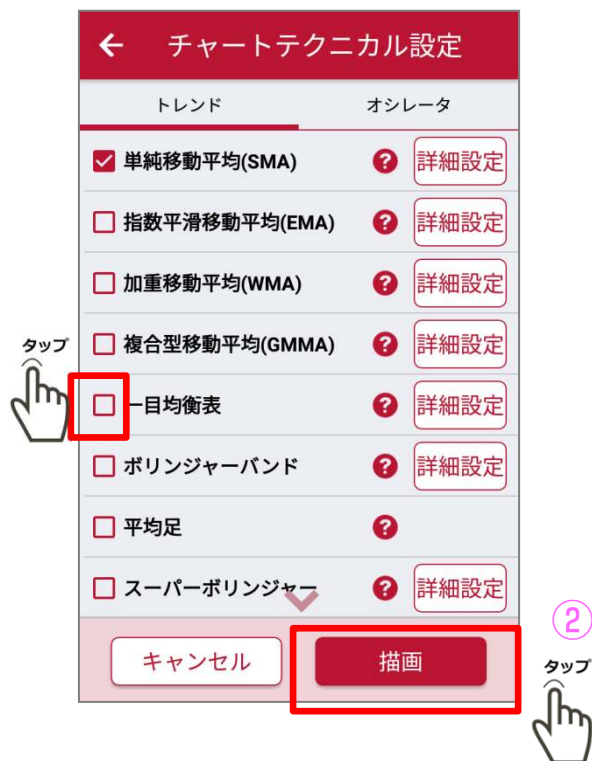 チャートテクニカル設定
トレンド オシレータ
単純移動平均(SMA) ? 詳細設定
指数平滑移動平均(EMA) ? 詳細設定
加重移動平均(WMA) ? 詳細設定
タップ
複合型移動平均(GMMA) ? 詳細設定
一目均衡表 ? 詳細設定
ボリンジャーバンド ? 詳細設定
平均足 ?
スーパーボリンジャー ? 詳細設定
②
キャンセル 描画
タップ